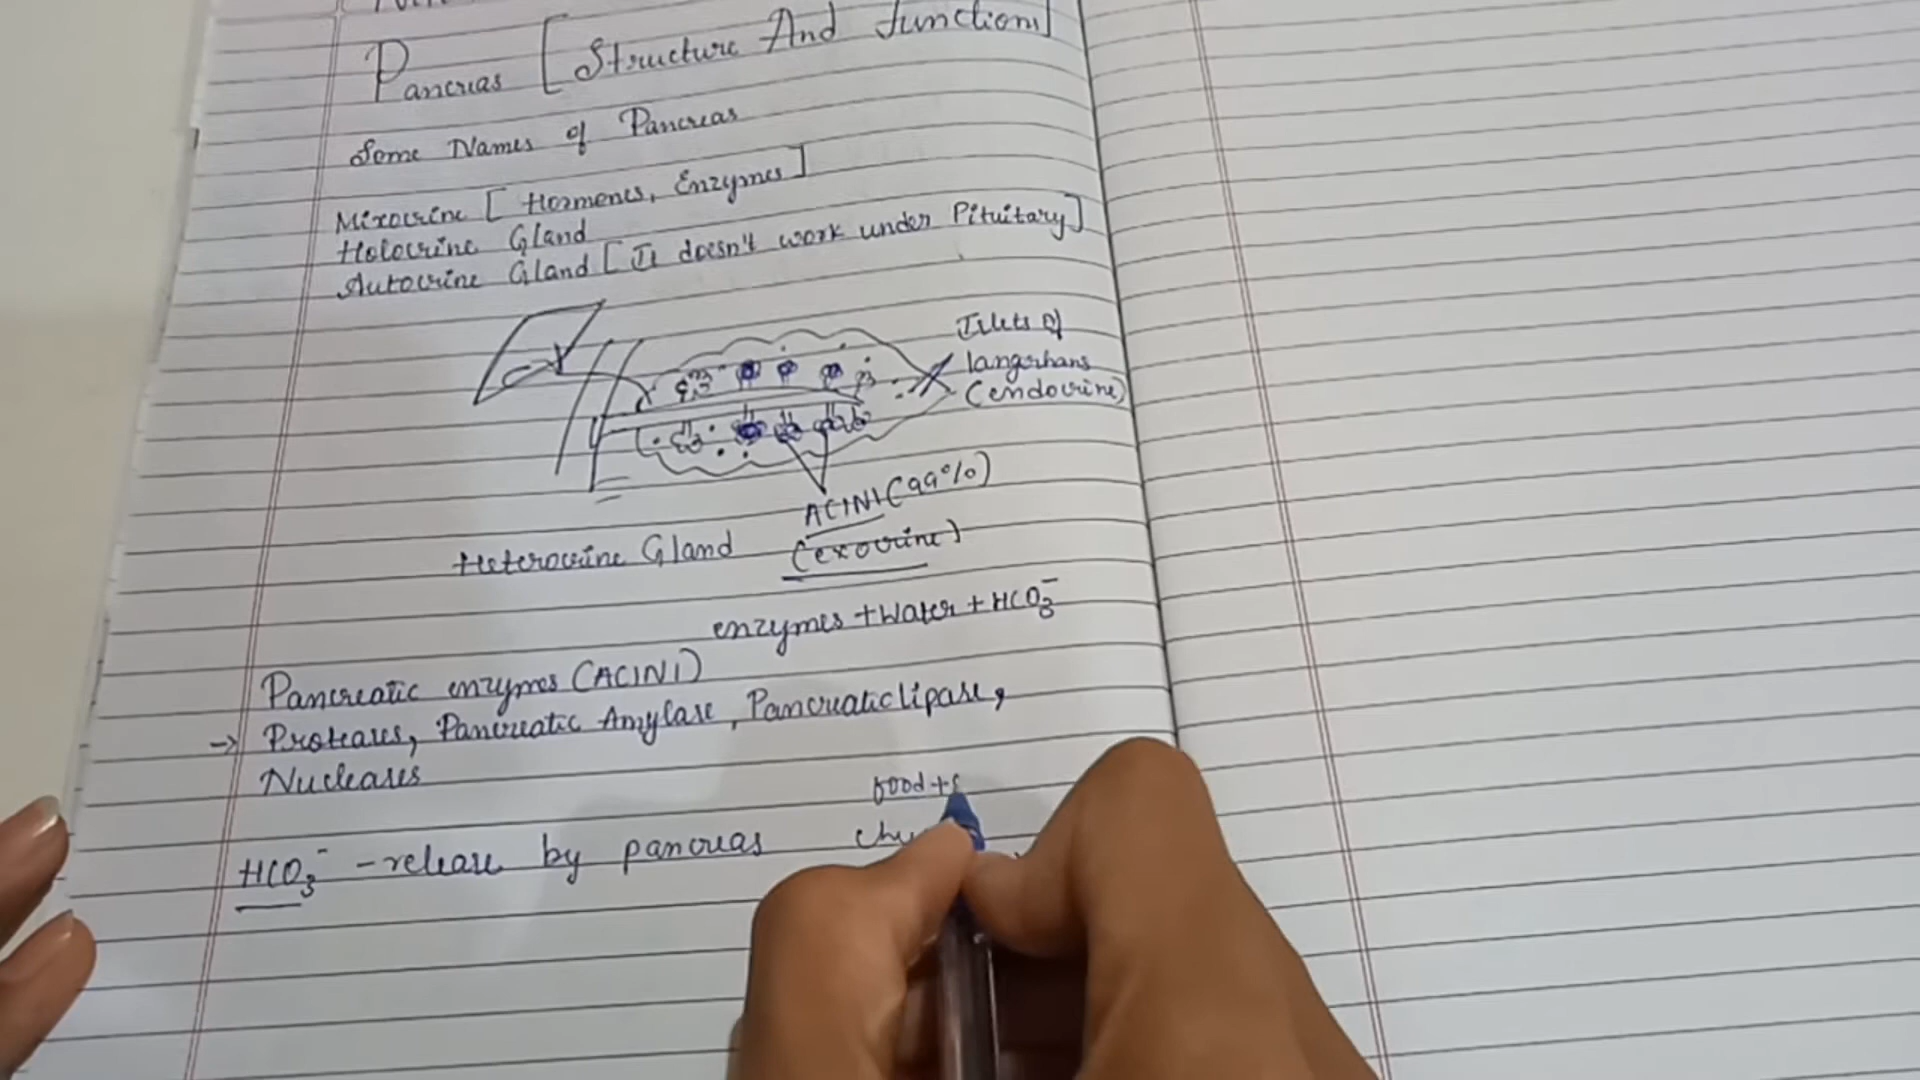 Pancreas [Structure And Functions]
Some Names of Pancreas
Mixocrine [Hormones, Enzymes]
Holocrine Gland
Autocrine Gland [It doesn't work under Pituitary]
Islets of
langerhans
(endocrine)
ACINI (99%)
(exocrine)
Heterocrine Gland
enzymes + Water + HCO3-
Pancreatic enzymes (ACINI)
→ Proteases, Pancreatic Amylase, Pancreatic lipase,
Nucleases
food +
HCO3- - release by pancreas